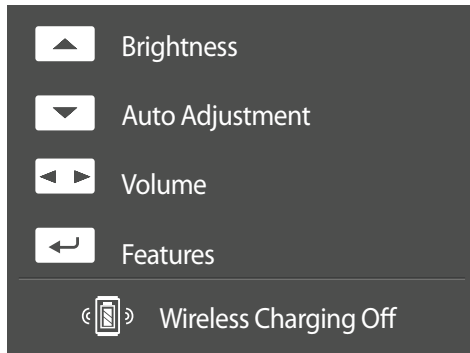 Brightness
Auto Adjustment
Volume
Features
Wireless Charging Off